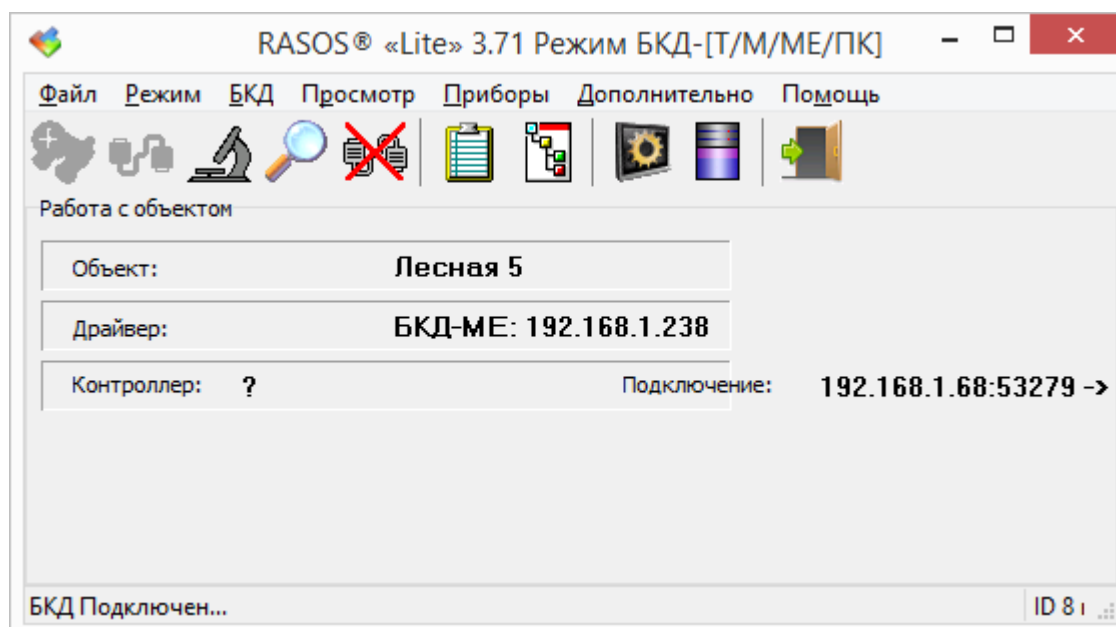 RASOS® «Lite» 3.71 Режим БКД-[Т/М/МЕ/ПК]
Файл Режим БКД Просмотр Приборы Дополнительно Помощь
Работа с объектом
Объект: Лесная 5
Драйвер: БКД-МЕ: 192.168.1.238
Контроллер: ? Подключение: 192.168.1.68:53279 ->
БКД Подключен... ID 8